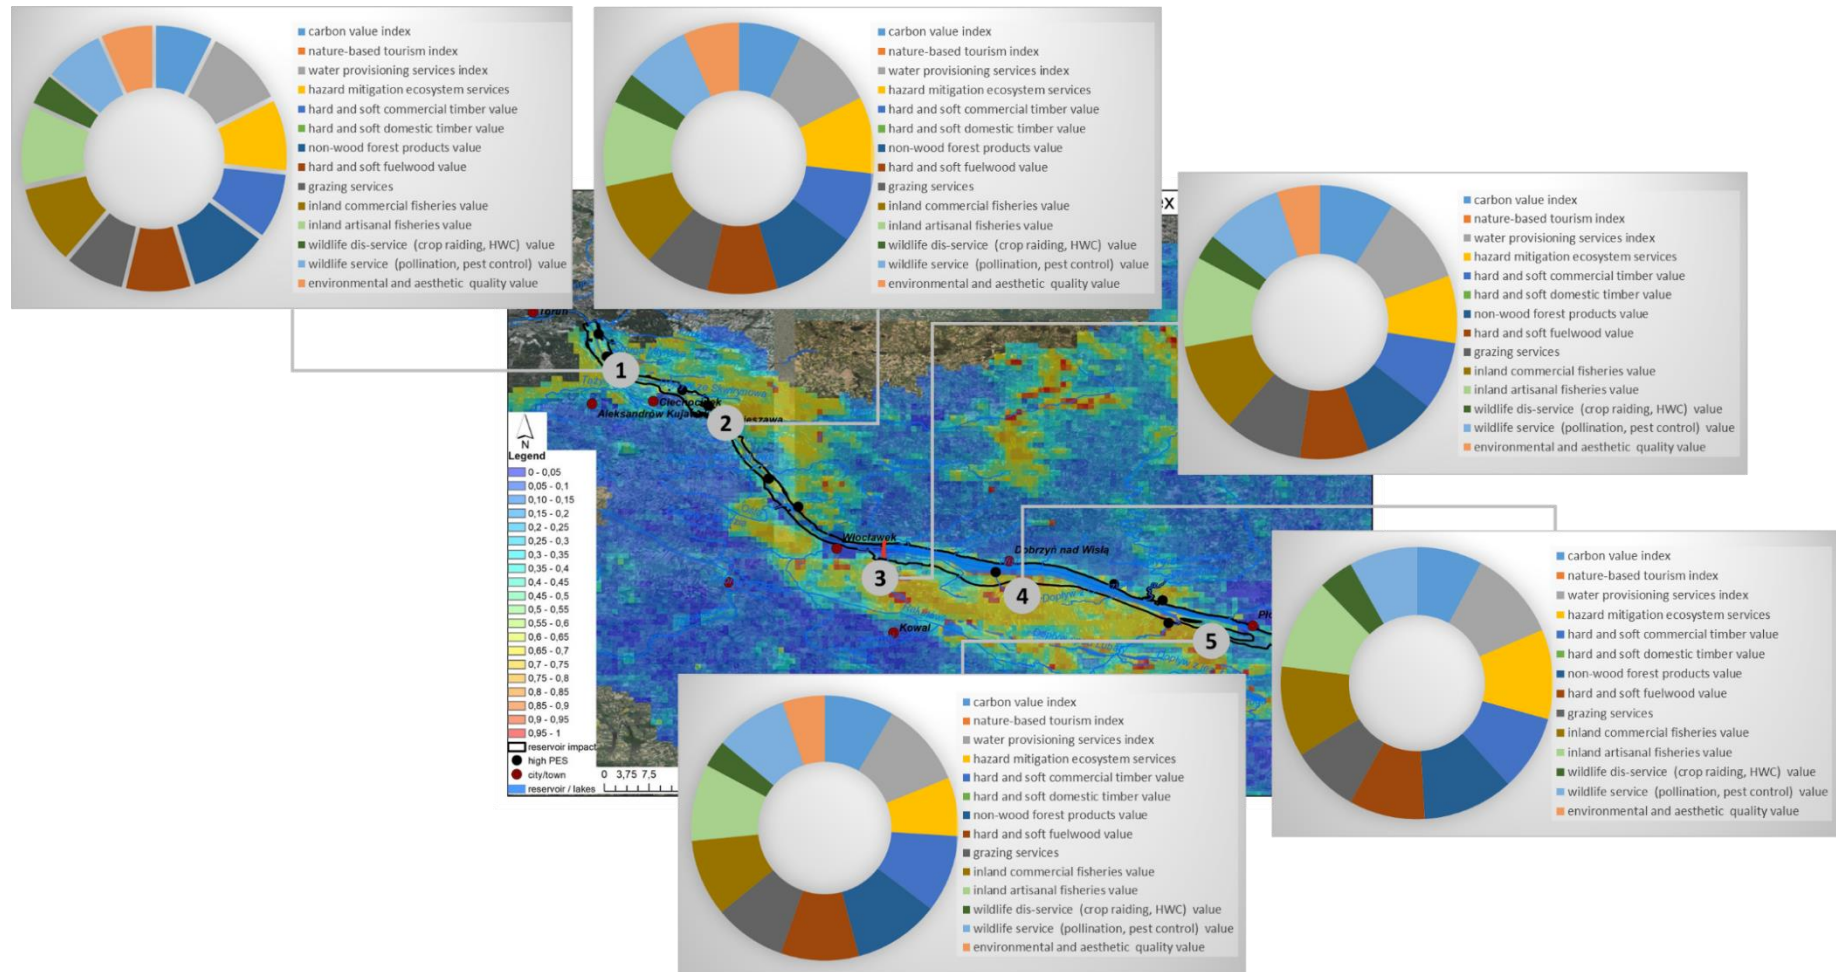 carbon value index
nature-based tourism index
water provisioning services index
hazard mitigation ecosystem services
hard and soft commercial timber value
hard and soft domestic timber value
non-wood forest products value
hard and soft fuelwood value
grazing services
inland commercial fisheries value
inland artisanal fisheries value
wildlife dis-service (crop raiding, HWC) value
wildlife service (pollination, pest control) value
environmental and aesthetic quality value
carbon value index
nature-based tourism index
water provisioning services index
hazard mitigation ecosystem services
hard and soft commercial timber value
hard and soft domestic timber value
non-wood forest products value
hard and soft fuelwood value
grazing services
inland commercial fisheries value
inland artisanal fisheries value
wildlife dis-service (crop raiding, HWC) value
wildlife service (pollination, pest control) value
environmental and aesthetic quality value
ex
carbon value index
nature-based tourism index
water provisioning services index
hazard mitigation ecosystem services
hard and soft commercial timber value
hard and soft domestic timber value
non-wood forest products value
hard and soft fuelwood value
grazing services
inland commercial fisheries value
inland artisanal fisheries value
wildlife dis-service (crop raiding, HWC) value
wildlife service (pollination, pest control) value
environmental and aesthetic quality value
Toruń
1
Ciechocinek
Aleksandrów Kujaw
2
ieszawa
Włocławek
Dobrzyń nad Wisłą
3
4
Dopływ
Kowal
5
Pło
N
Legend
0 - 0,05
0,05 - 0,1
0,10 - 0,15
0,15 - 0,2
0,2 - 0,25
0,25 - 0,3
0,3 - 0,35
0,35 - 0,4
0,4 - 0,45
0,45 - 0,5
0,5 - 0,55
0,55 - 0,6
0,6 - 0,65
0,65 - 0,7
0,7 - 0,75
0,75 - 0,8
0,8 - 0,85
0,85 - 0,9
0,9 - 0,95
0,95 - 1
reservoir impact
high PES
city/town
reservoir / lakes
0 3,75 7,5
carbon value index
nature-based tourism index
water provisioning services index
hazard mitigation ecosystem services
hard and soft commercial timber value
hard and soft domestic timber value
non-wood forest products value
hard and soft fuelwood value
grazing services
inland commercial fisheries value
inland artisanal fisheries value
wildlife dis-service (crop raiding, HWC) value
wildlife service (pollination, pest control) value
environmental and aesthetic quality value
carbon value index
nature-based tourism index
water provisioning services index
hazard mitigation ecosystem services
hard and soft commercial timber value
hard and soft domestic timber value
non-wood forest products value
hard and soft fuelwood value
grazing services
inland commercial fisheries value
inland artisanal fisheries value
wildlife dis-service (crop raiding, HWC) value
wildlife service (pollination, pest control) value
environmental and aesthetic quality value